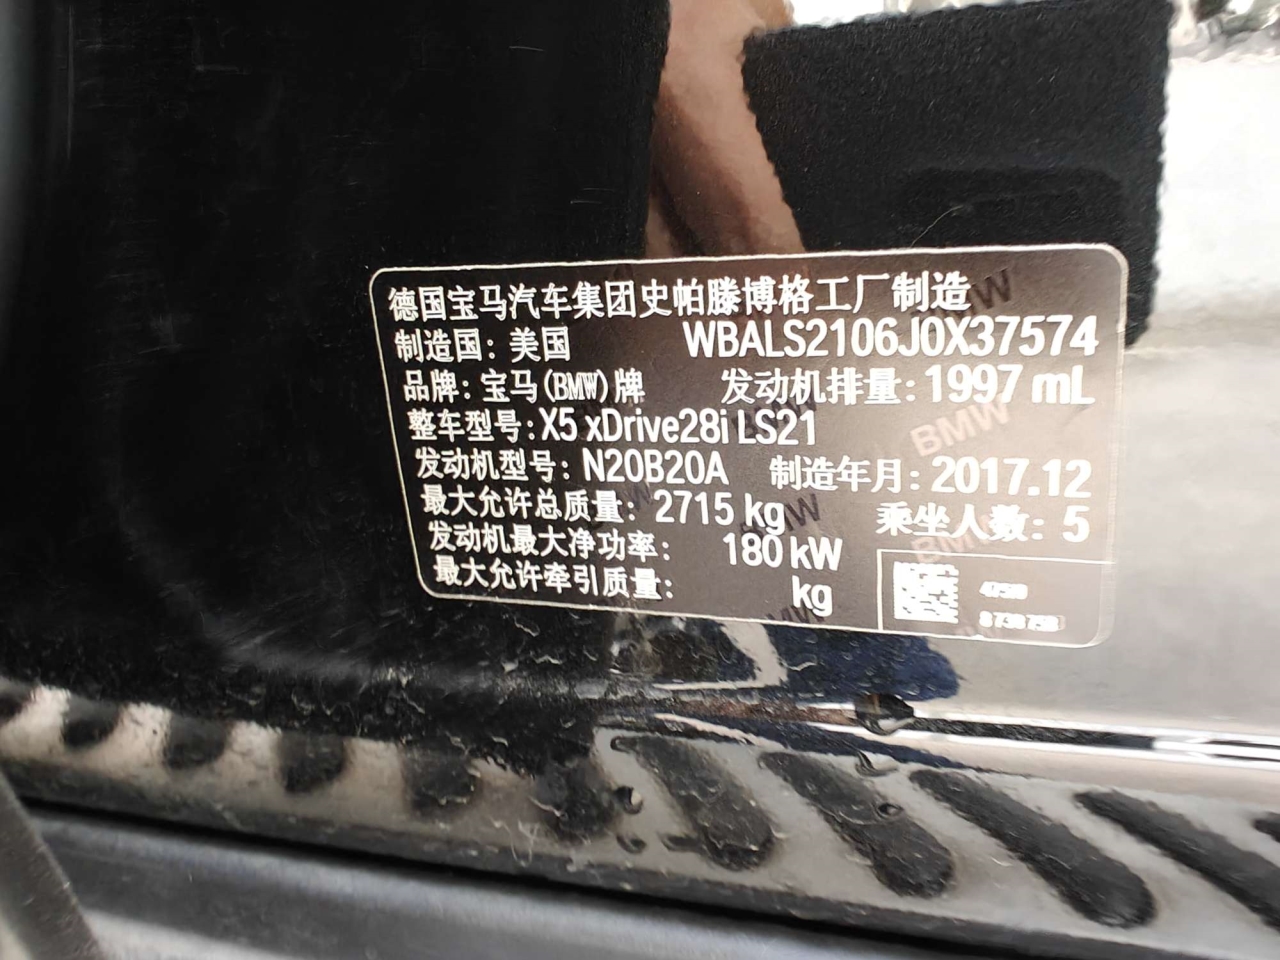 德国宝马汽车集团史帕滕博格工厂制造
制造国：美国 WBALS2106J0X37574
品牌：宝马(BMW)牌 发动机排量：1997 mL
整车型号：X5 xDrive28i LS21
发动机型号：N20B20A 制造年月：2017.12
最大允许总质量：2715 kg 乘坐人数：5
发动机最大净功率： 180 kW
最大允许牵引质量： kg